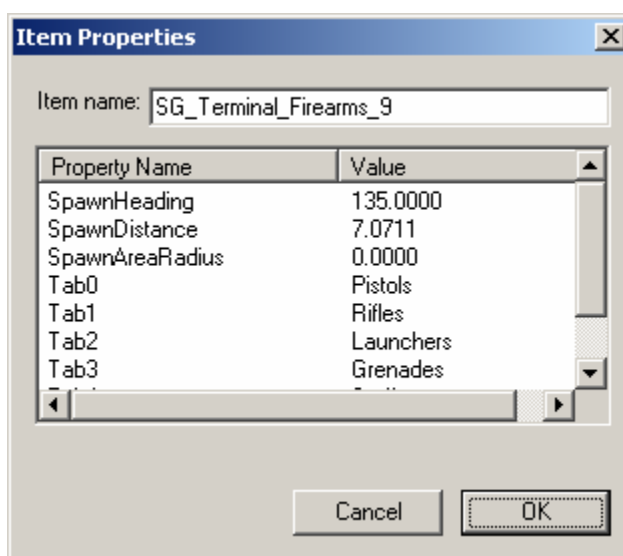 Item Properties
Item name: SG_Terminal_Firearms_9
Property Name Value
SpawnHeading 135.0000
SpawnDistance 7.0711
SpawnAreaRadius 0.0000
Tab0 Pistols
Tab1 Rifles
Tab2 Launchers
Tab3 Grenades
Cancel OK